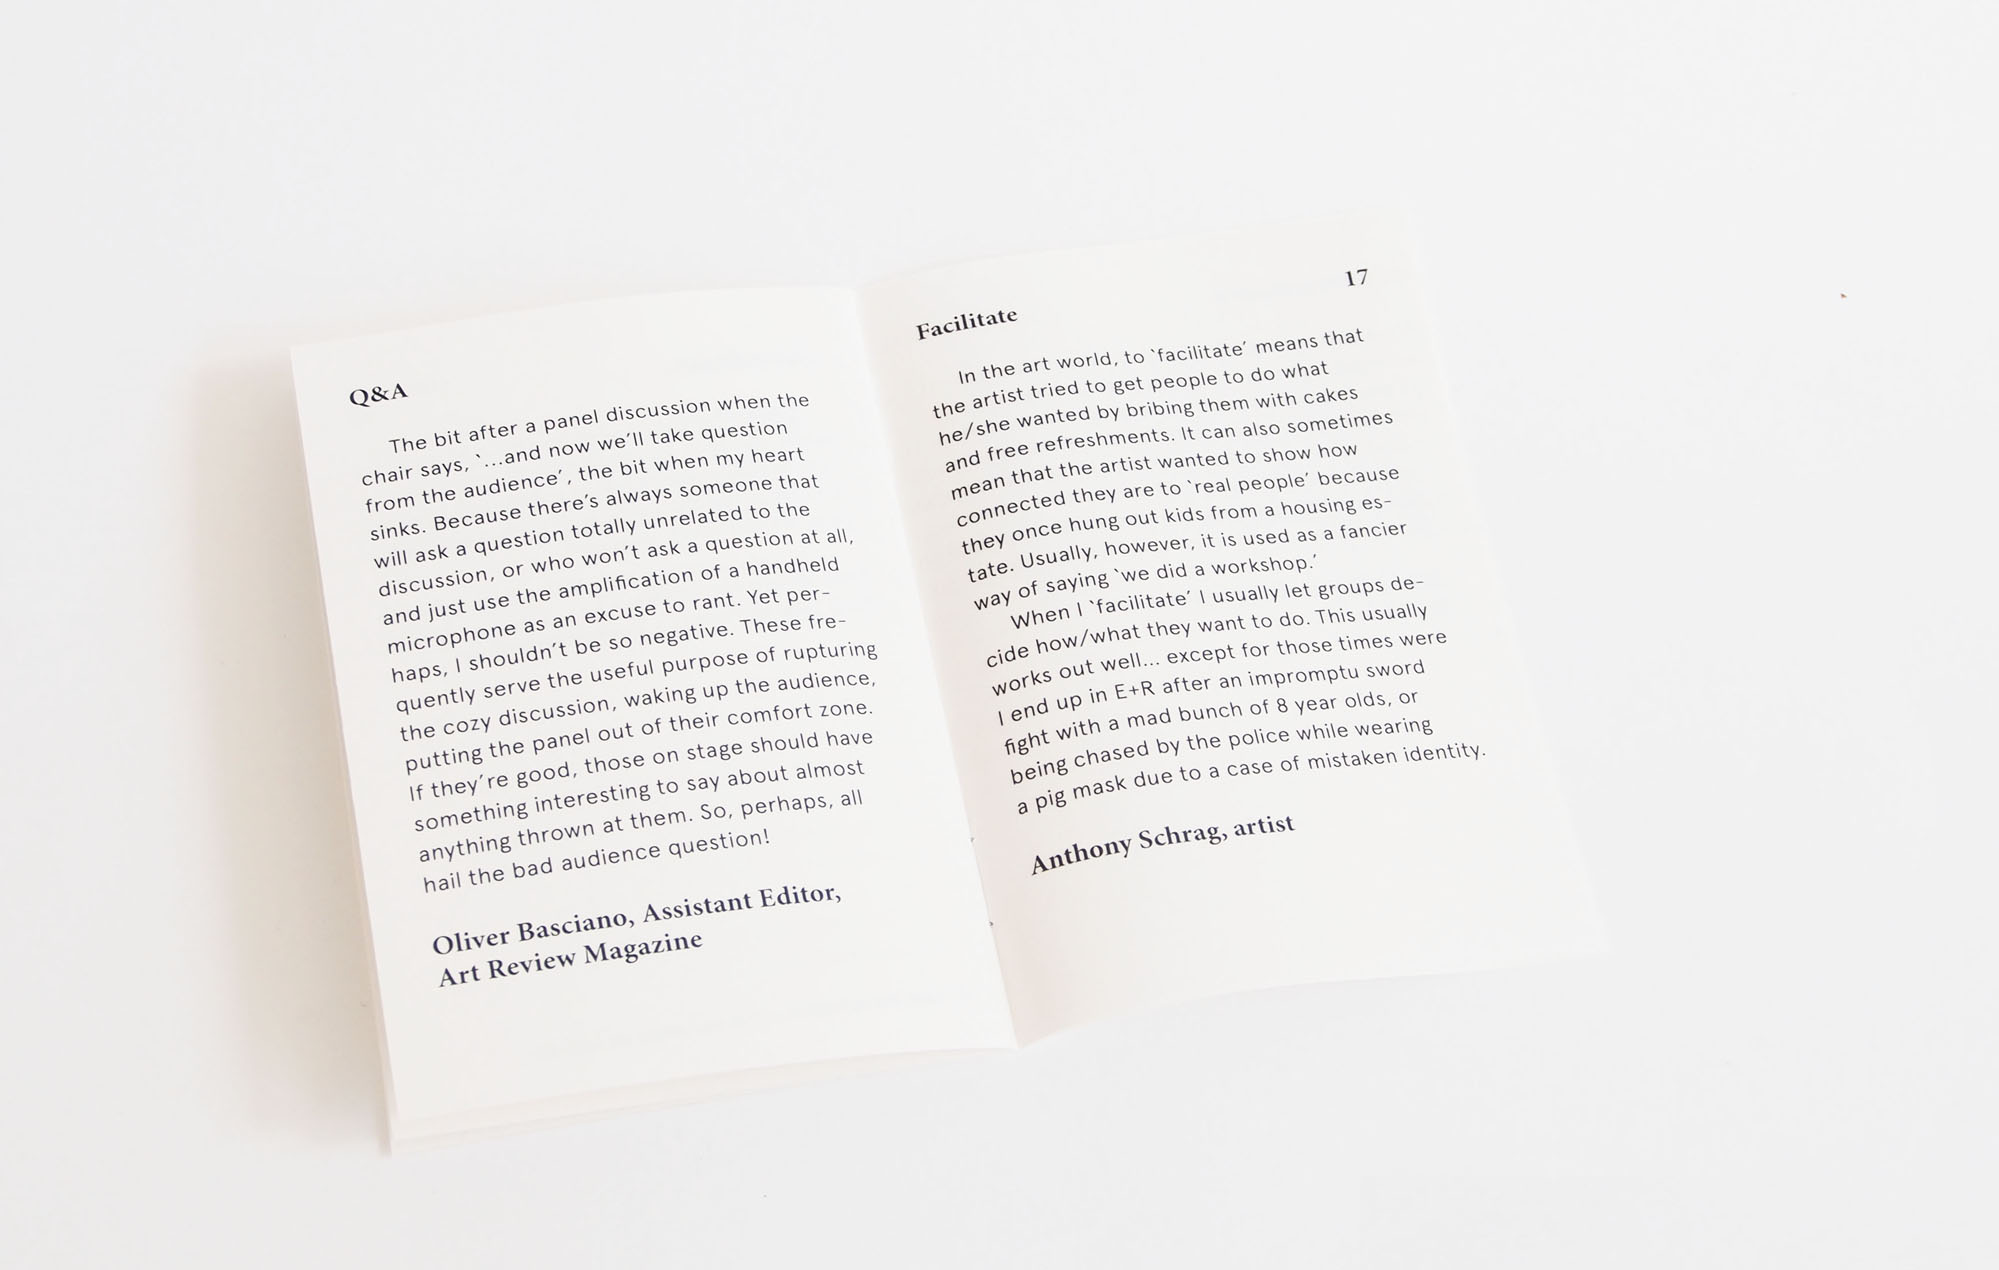 Q&A
The bit after a panel discussion when the
chair says, ‘...and now we’ll take question
from the audience’, the bit when my heart
sinks. Because there’s always someone that
will ask a question totally unrelated to the
discussion, or who won’t ask a question at all,
and just use the amplification of a handheld
microphone as an excuse to rant. Yet per-
haps, I shouldn’t be so negative. These fre-
quently serve the useful purpose of rupturing
the cozy discussion, waking up the audience,
putting the panel out of their comfort zone.
If they’re good, those on stage should have
something interesting to say about almost
anything thrown at them. So, perhaps, all
hail the bad audience question!
Oliver Basciano, Assistant Editor,
Art Review Magazine
17
Facilitate
In the art world, to ‘facilitate’ means that
the artist tried to get people to do what
he/she wanted by bribing them with cakes
and free refreshments. It can also sometimes
mean that the artist wanted to show how
connected they are to ‘real people’ because
they once hung out kids from a housing es-
tate. Usually, however, it is used as a fancier
way of saying ‘we did a workshop.’
When I ‘facilitate’ I usually let groups de-
cide how/what they want to do. This usually
works out well... except for those times were
I end up in E+R after an impromptu sword
fight with a mad bunch of 8 year olds, or
being chased by the police while wearing
a pig mask due to a case of mistaken identity.
Anthony Schrag, artist